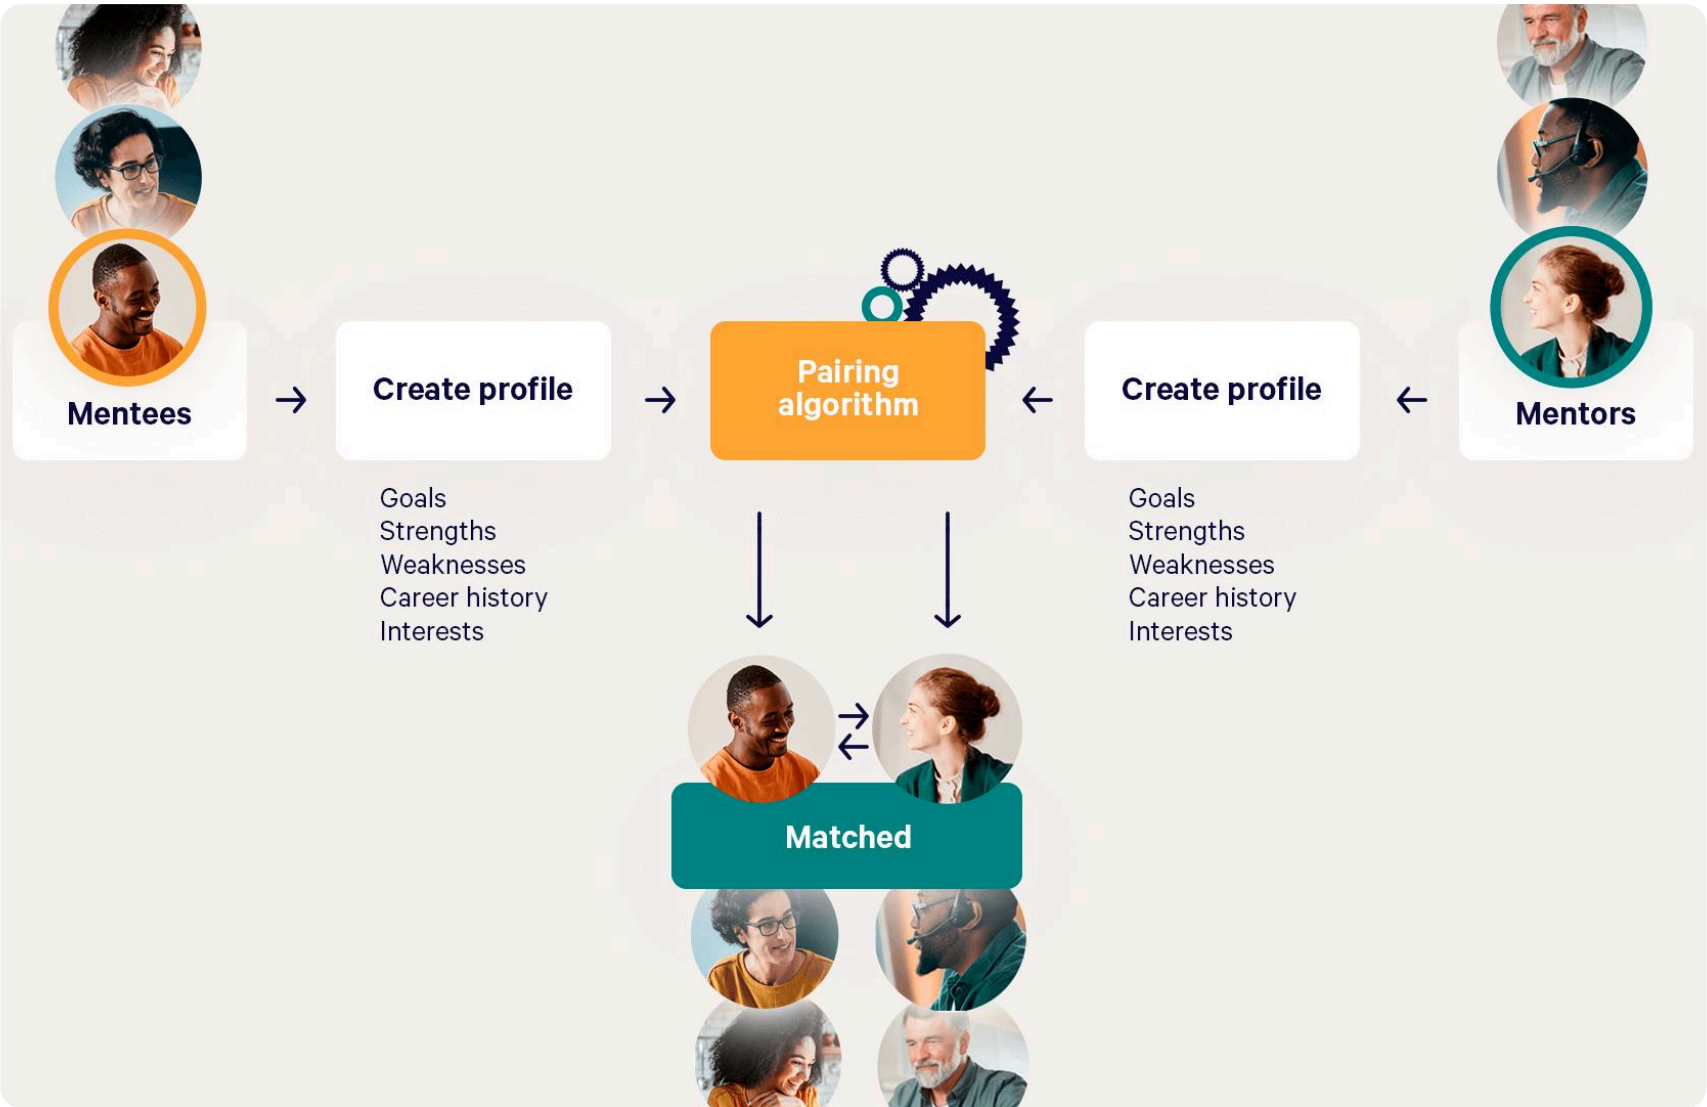 Mentees
Create profile
Goals
Strengths
Weaknesses
Career history
Interests
Pairing
algorithm
Create profile
Goals
Strengths
Weaknesses
Career history
Interests
Mentors
Matched